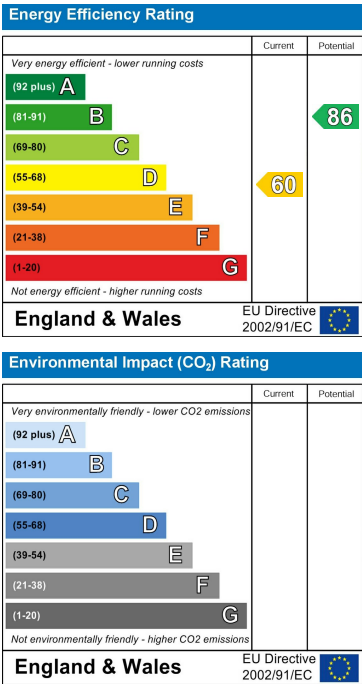 Energy Efficiency Rating
Current Potential
Very energy efficient - lower running costs
(92 plus) A
(81-91) B
86
(69-80) C
(55-68) D
60
(39-54) E
(21-38) F
(1-20) G
Not energy efficient - higher running costs
England & Wales
EU Directive
2002/91/EC
Environmental Impact (CO₂) Rating
Current Potential
Very environmentally friendly - lower CO2 emissions
(92 plus) A
(81-91) B
(69-80) C
(55-68) D
(39-54) E
(21-38) F
(1-20) G
Not environmentally friendly - higher CO2 emissions
England & Wales
EU Directive
2002/91/EC